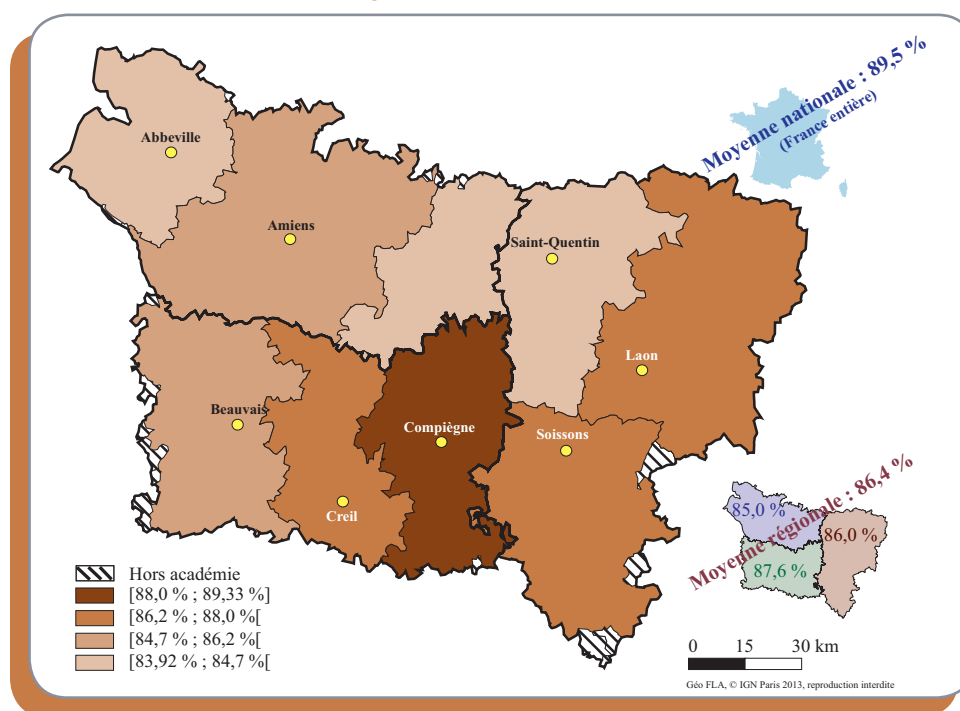 Moyenne nationale : 89,5 %
(France entière)
Abbeville
Amiens
Saint-Quentin
Laon
Beauvais
Compiègne
Soissons
Creil
Moyenne régionale : 86,4 %
85,0 %
86,0 %
87,6 %
Hors académie
[88,0 % ; 89,33 %]
[86,2 % ; 88,0 %[
[84,7 % ; 86,2 %[
[83,92 % ; 84,7 %[
0 15 30 km
Géo FLA, © IGN Paris 2013, reproduction interdite